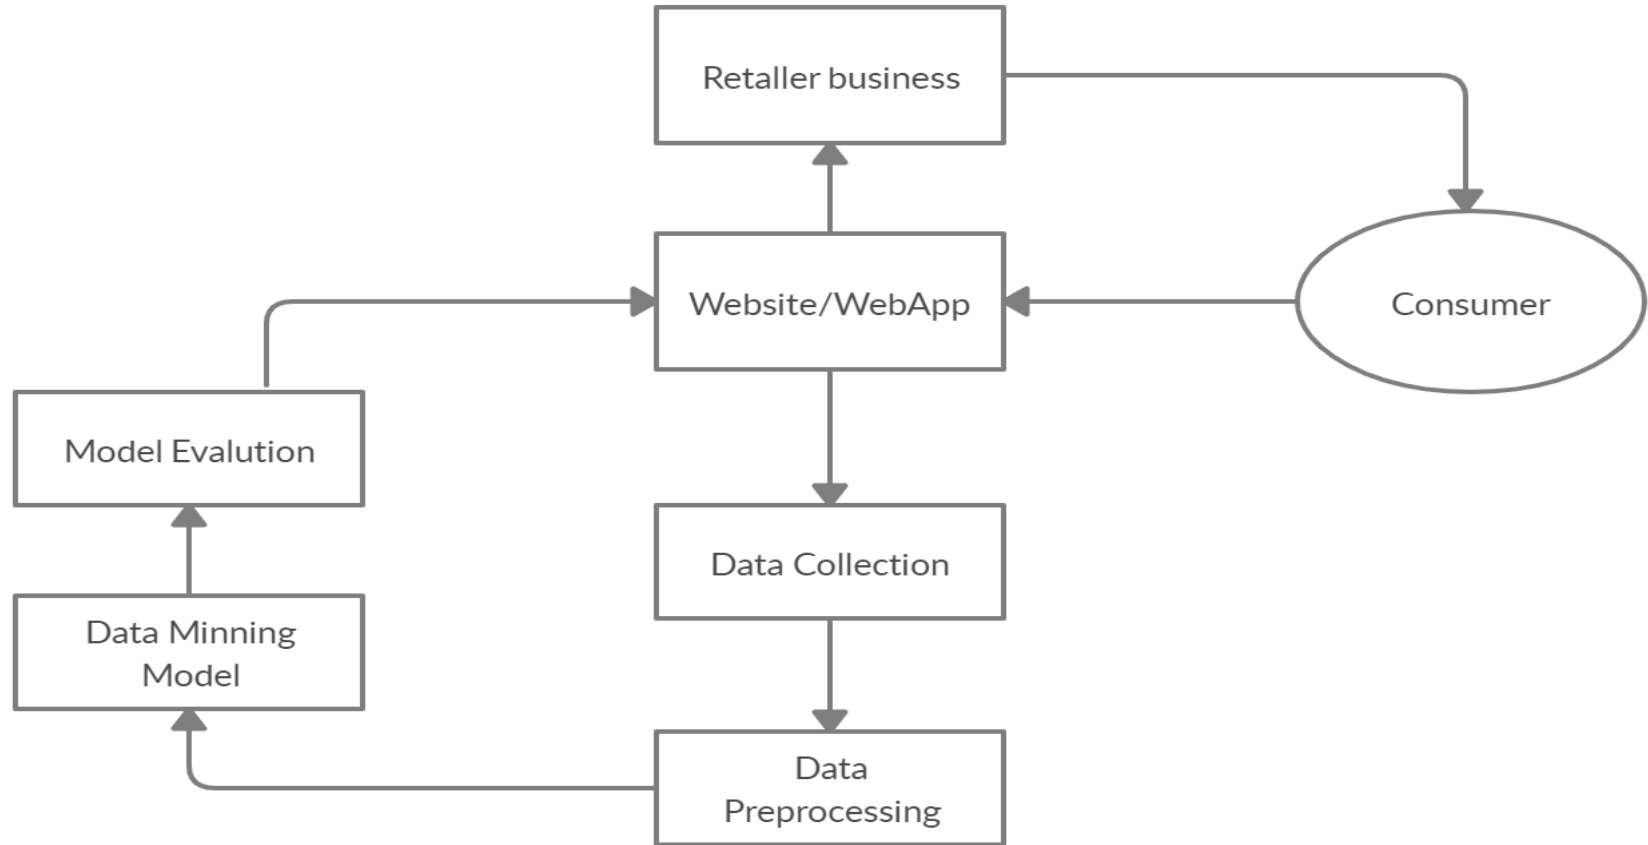 Retaller business
Website/WebApp
Consumer
Model Evalution
Data Collection
Data Minning
Model
Data
Preprocessing